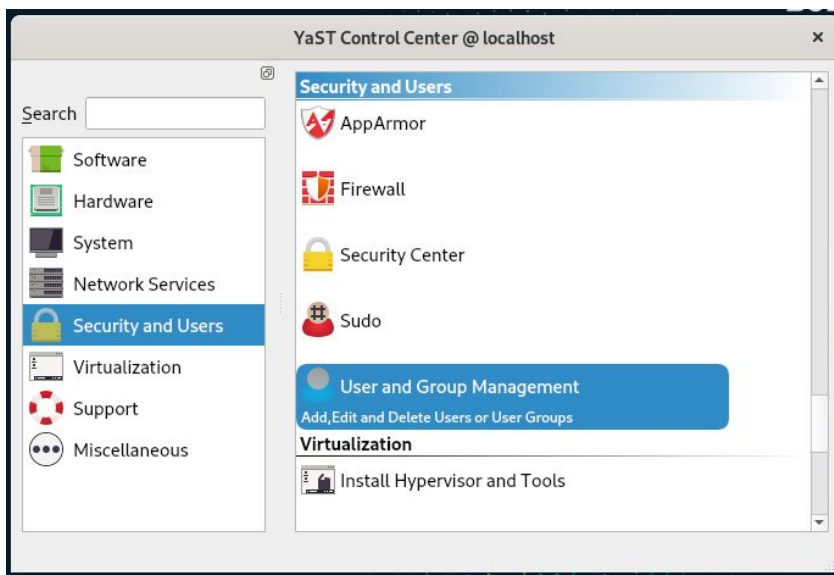 YaST Control Center @ localhost
Search
Software
Hardware
System
Network Services
Security and Users
Virtualization
Support
Miscellaneous
Security and Users
AppArmor
Firewall
Security Center
Sudo
User and Group Management
Add,Edit and Delete Users or User Groups
Virtualization
Install Hypervisor and Tools